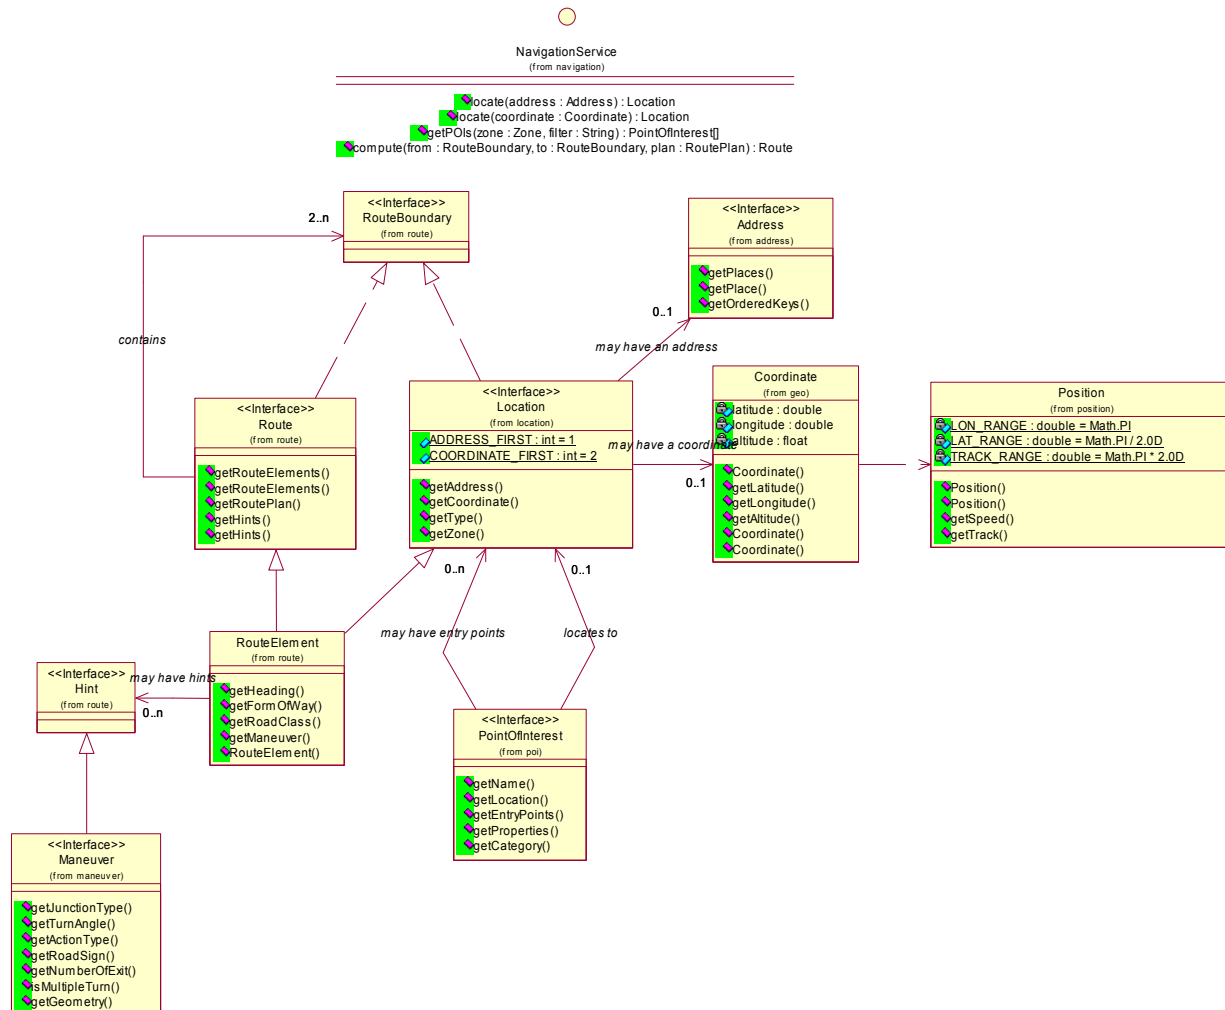 NavigationService
(from navigation)
locate(address : Address) : Location
locate(coordinate : Coordinate) : Location
getPOIs(zone : Zone, filter : String) : PointOfInterest[]
compute(from : RouteBoundary, to : RouteBoundary, plan : RoutePlan) : Route
<<Interface>>
RouteBoundary
(from route)
2..n
<<Interface>>
Address
(from address)
getPlaces()
getPlace()
getOrderedKeys()
0..1
contains
may have an address
<<Interface>>
Route
(from route)
getRouteElements()
getRouteElements()
getRoutePlan()
getHints()
getHints()
<<Interface>>
Location
(from location)
ADDRESS_FIRST : int = 1
COORDINATE_FIRST : int = 2
getAddress()
getCoordinate()
getType()
getZone()
may have a coordinate
0..1
Coordinate
(from geo)
latitude : double
longitude : double
altitude : float
Coordinate()
getLatitude()
getLongitude()
getAltitude()
Coordinate()
Coordinate()
Position
(from position)
LON_RANGE : double = Math.PI
LAT_RANGE : double = Math.PI / 2.0D
TRACK_RANGE : double = Math.PI * 2.0D
Position()
Position()
getSpeed()
getTrack()
0..n
0..1
may have entry points
locates to
RouteElement
(from route)
getHeading()
getFormOfWay()
getRoadClass()
getManeuver()
RouteElement()
<<Interface>>
Hint
(from route)
may have hints
0..n
<<Interface>>
PointOfInterest
(from poi)
getName()
getLocation()
getEntryPoints()
getProperties()
getCategory()
<<Interface>>
Maneuver
(from maneuver)
getJunctionType()
getTurnAngle()
getActionType()
getRoadSign()
getNumberOfExit()
isMultipleTurn()
getGeometry()